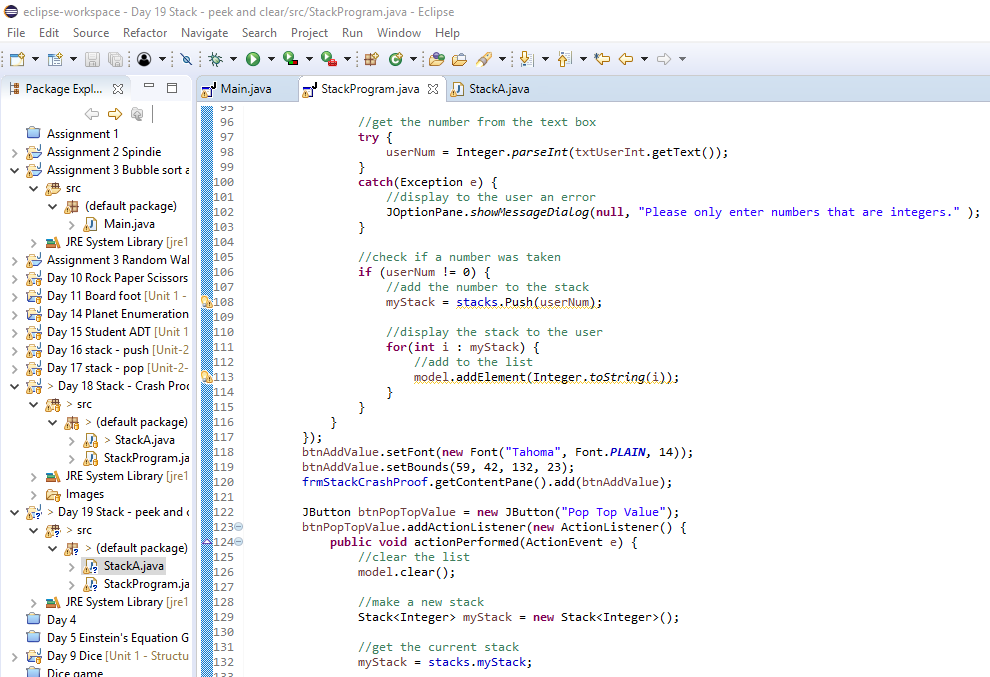 eclipse-workspace - Day 19 Stack - peek and clear/src/StackProgram.java - Eclipse
File Edit Source Refactor Navigate Search Project Run Window Help
Package Expl...
Main.java
StackProgram.java
StackA.java
Assignment 1
Assignment 2 Spindie
Assignment 3 Bubble sort a
src
(default package)
Main.java
JRE System Library [jre1
Assignment 3 Random Wal
Day 10 Rock Paper Scissors
Day 11 Board foot [Unit 1 -
Day 14 Planet Enumeration
Day 15 Student ADT [Unit 1
Day 16 stack - push [Unit-2
Day 17 stack - pop [Unit-2-
> Day 18 Stack - Crash Proo
> src
> (default package)
> StackA.java
StackProgram.ja
JRE System Library [jre1
Images
> Day 19 Stack - peek and c
> src
> (default package)
StackA.java
StackProgram.ja
JRE System Library [jre1
Day 4
Day 5 Einstein's Equation G
Day 9 Dice [Unit 1 - Structu
Dice game
95
96 //get the number from the text box
97 try {
98 userNum = Integer.parseInt(txtUserInt.getText());
99 }
100 catch(Exception e) {
101 //display to the user an error
102 JOptionPane.showMessageDialog(null, "Please only enter numbers that are integers." );
103 }
104
105 //check if a number was taken
106 if (userNum != 0) {
107 //add the number to the stack
108 myStack = stacks.Push(userNum);
109
110 //display the stack to the user
111 for(int i : myStack) {
112 //add to the list
113 model.addElement(Integer.toString(i));
114 }
115 }
116 }
117 });
118 btnAddValue.setFont(new Font("Tahoma", Font.PLAIN, 14));
119 btnAddValue.setBounds(59, 42, 132, 23);
120 frmStackCrashProof.getContentPane().add(btnAddValue);
121
122 JButton btnPopTopValue = new JButton("Pop Top Value");
123 btnPopTopValue.addActionListener(new ActionListener() {
124 public void actionPerformed(ActionEvent e) {
125 //clear the list
126 model.clear();
127
128 //make a new stack
129 Stack<Integer> myStack = new Stack<Integer>();
130
131 //get the current stack
132 myStack = stacks.myStack;
133